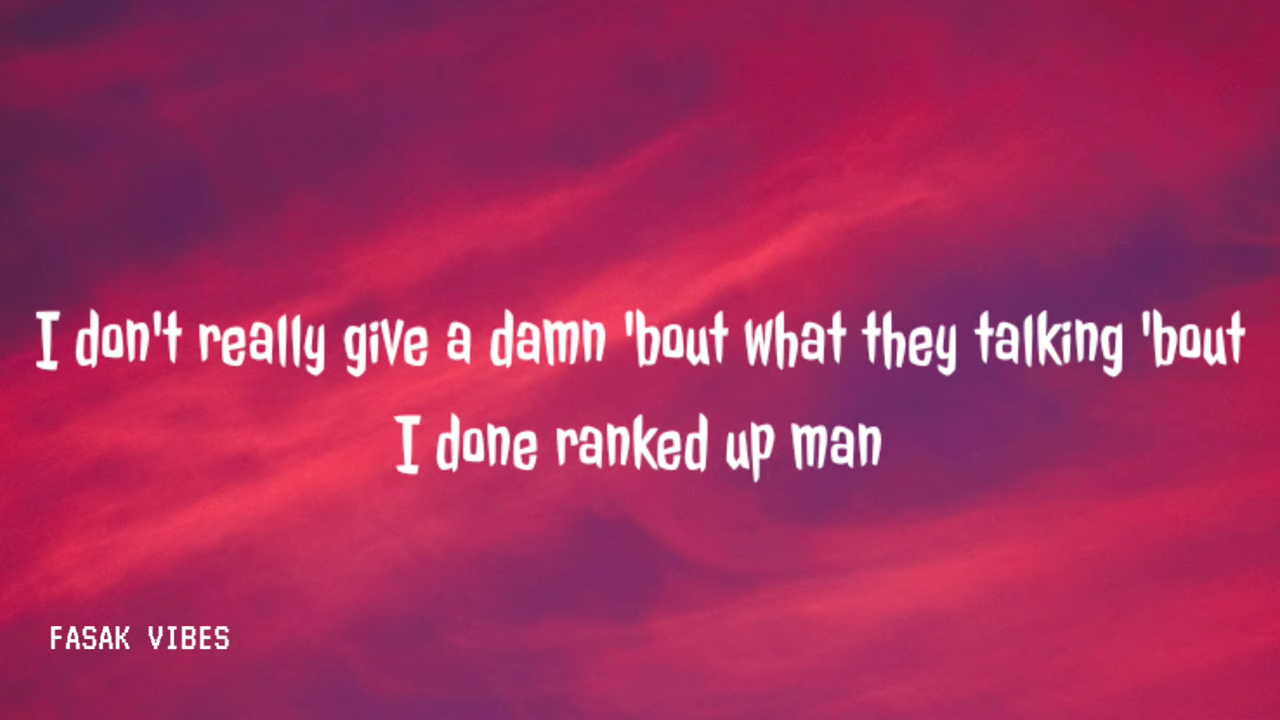 I don't really give a damn 'bout what they talking 'bout
I done ranked up man
FASAK VIBES